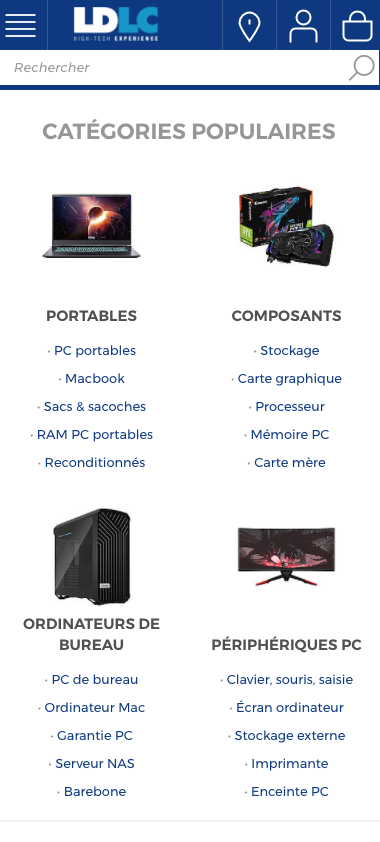 LDLC
HIGH-TECH EXPERIENCE
Rechercher
CATÉGORIES POPULAIRES
PORTABLES
· PC portables
· Macbook
· Sacs & sacoches
· RAM PC portables
· Reconditionnés
COMPOSANTS
· Stockage
· Carte graphique
· Processeur
· Mémoire PC
· Carte mère
ORDINATEURS DE
BUREAU
· PC de bureau
· Ordinateur Mac
· Garantie PC
· Serveur NAS
· Barebone
PÉRIPHÉRIQUES PC
· Clavier, souris, saisie
· Écran ordinateur
· Stockage externe
· Imprimante
· Enceinte PC